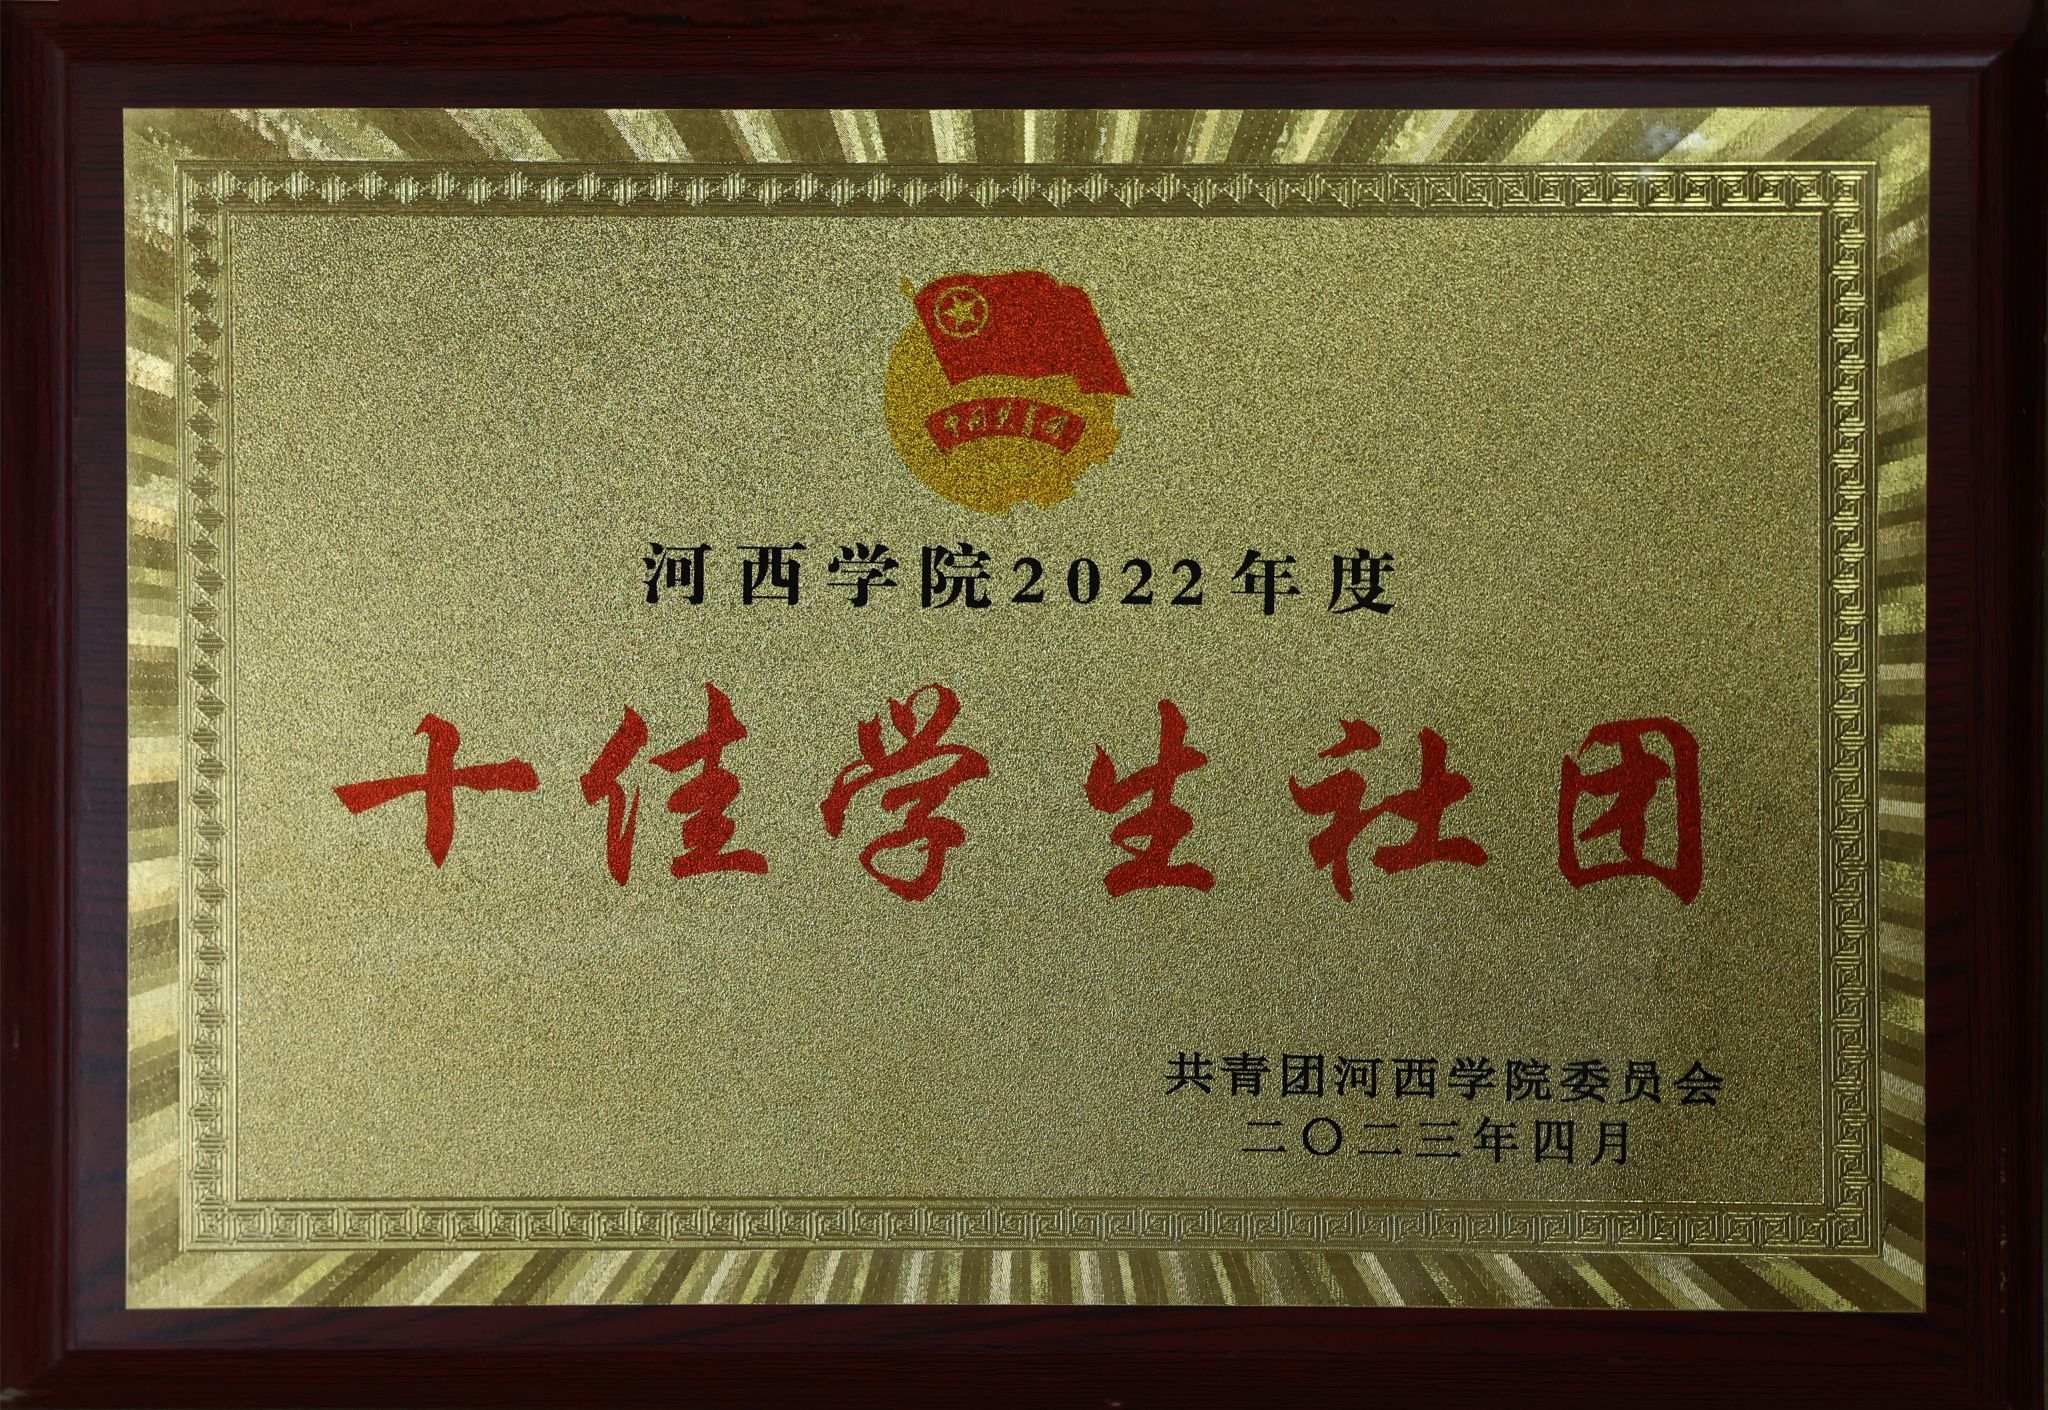 河西学院2022年度
十佳学生社团
共青团河西学院委员会
二〇二三年四月